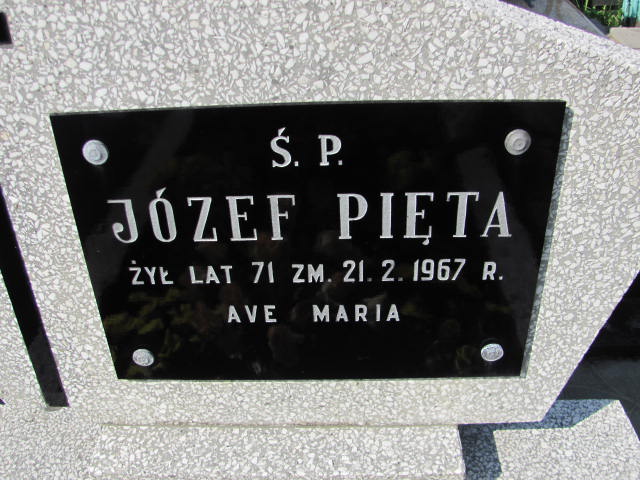 Ś. P.
JÓZEF PIĘTA
ŻYŁ LAT 71 ZM. 21.2.1967 R.
AVE MARIA